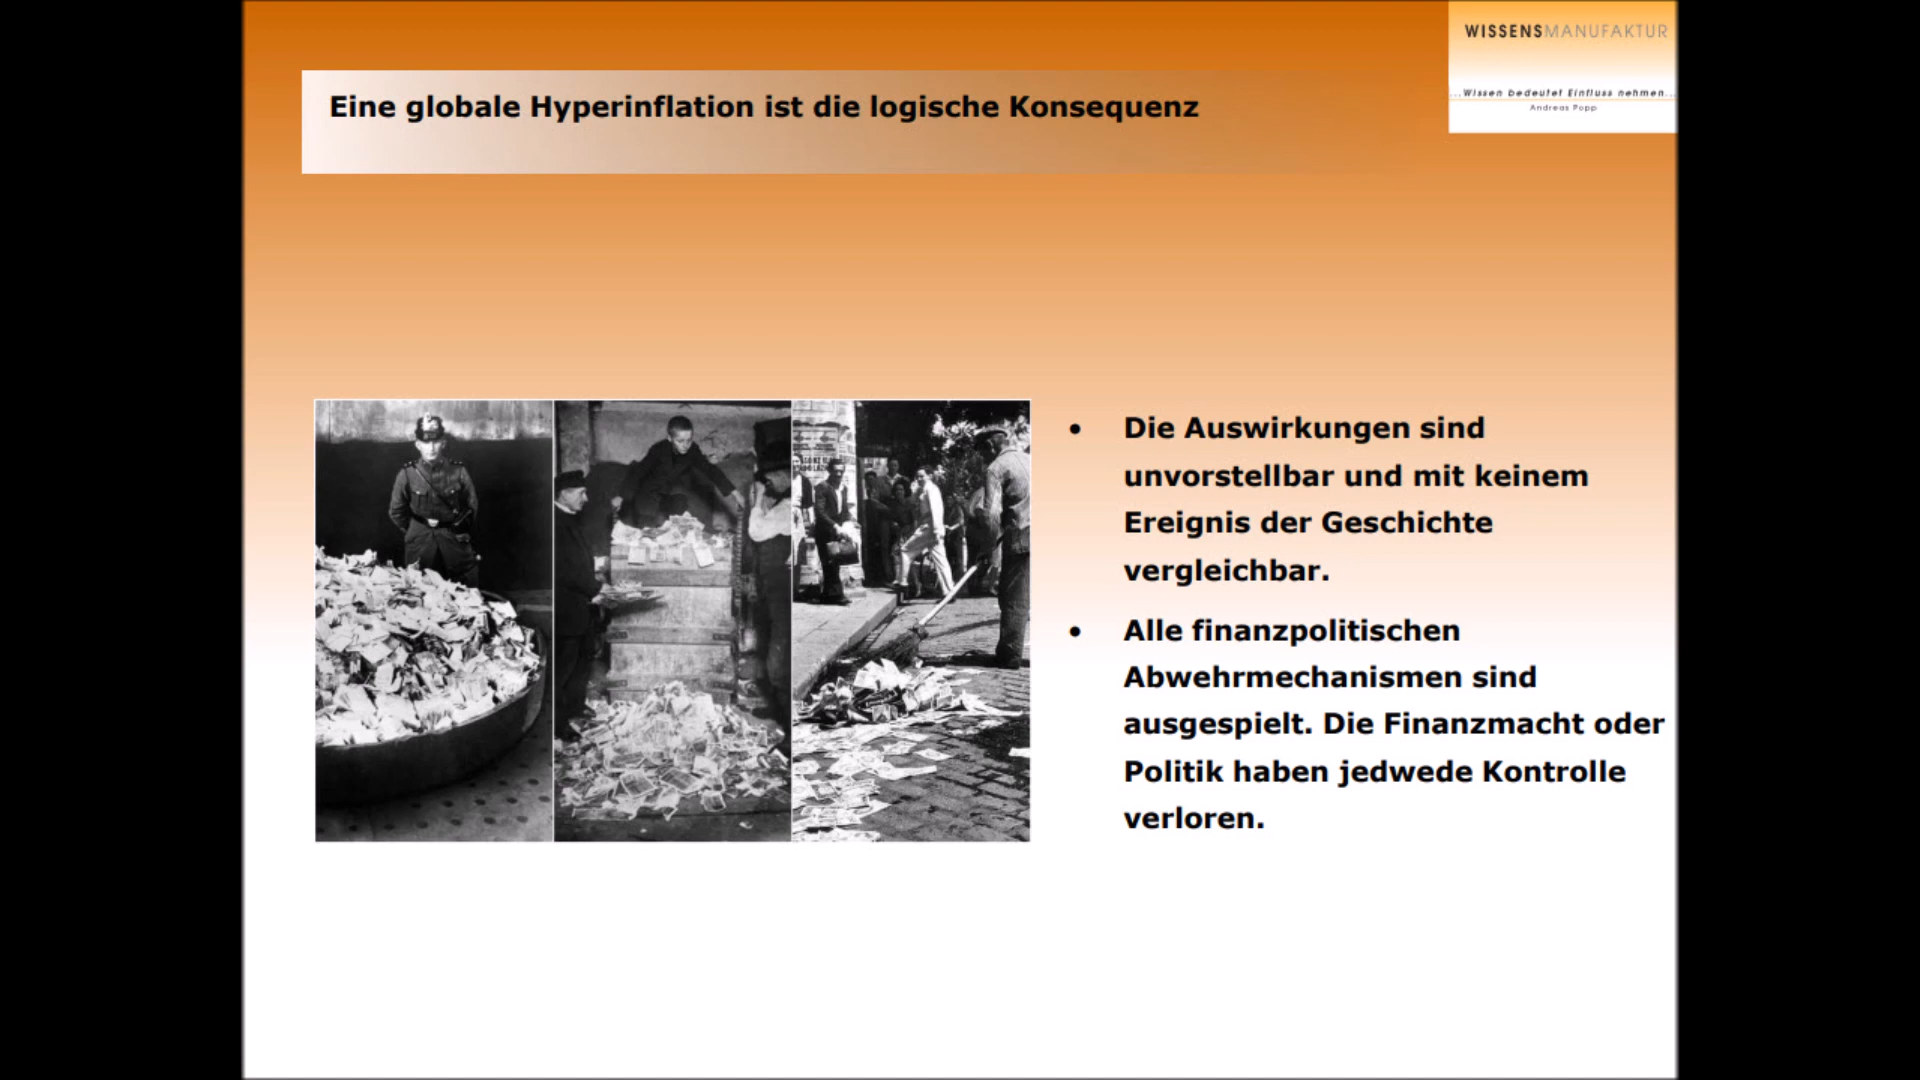 WISSENSMANUFAKTUR
...Wissen bedeutet Einfluss nehmen...
Andreas Popp
Eine globale Hyperinflation ist die logische Konsequenz
• Die Auswirkungen sind
unvorstellbar und mit keinem
Ereignis der Geschichte
vergleichbar.
• Alle finanzpolitischen
Abwehrmechanismen sind
ausgespielt. Die Finanzmacht oder
Politik haben jedwede Kontrolle
verloren.